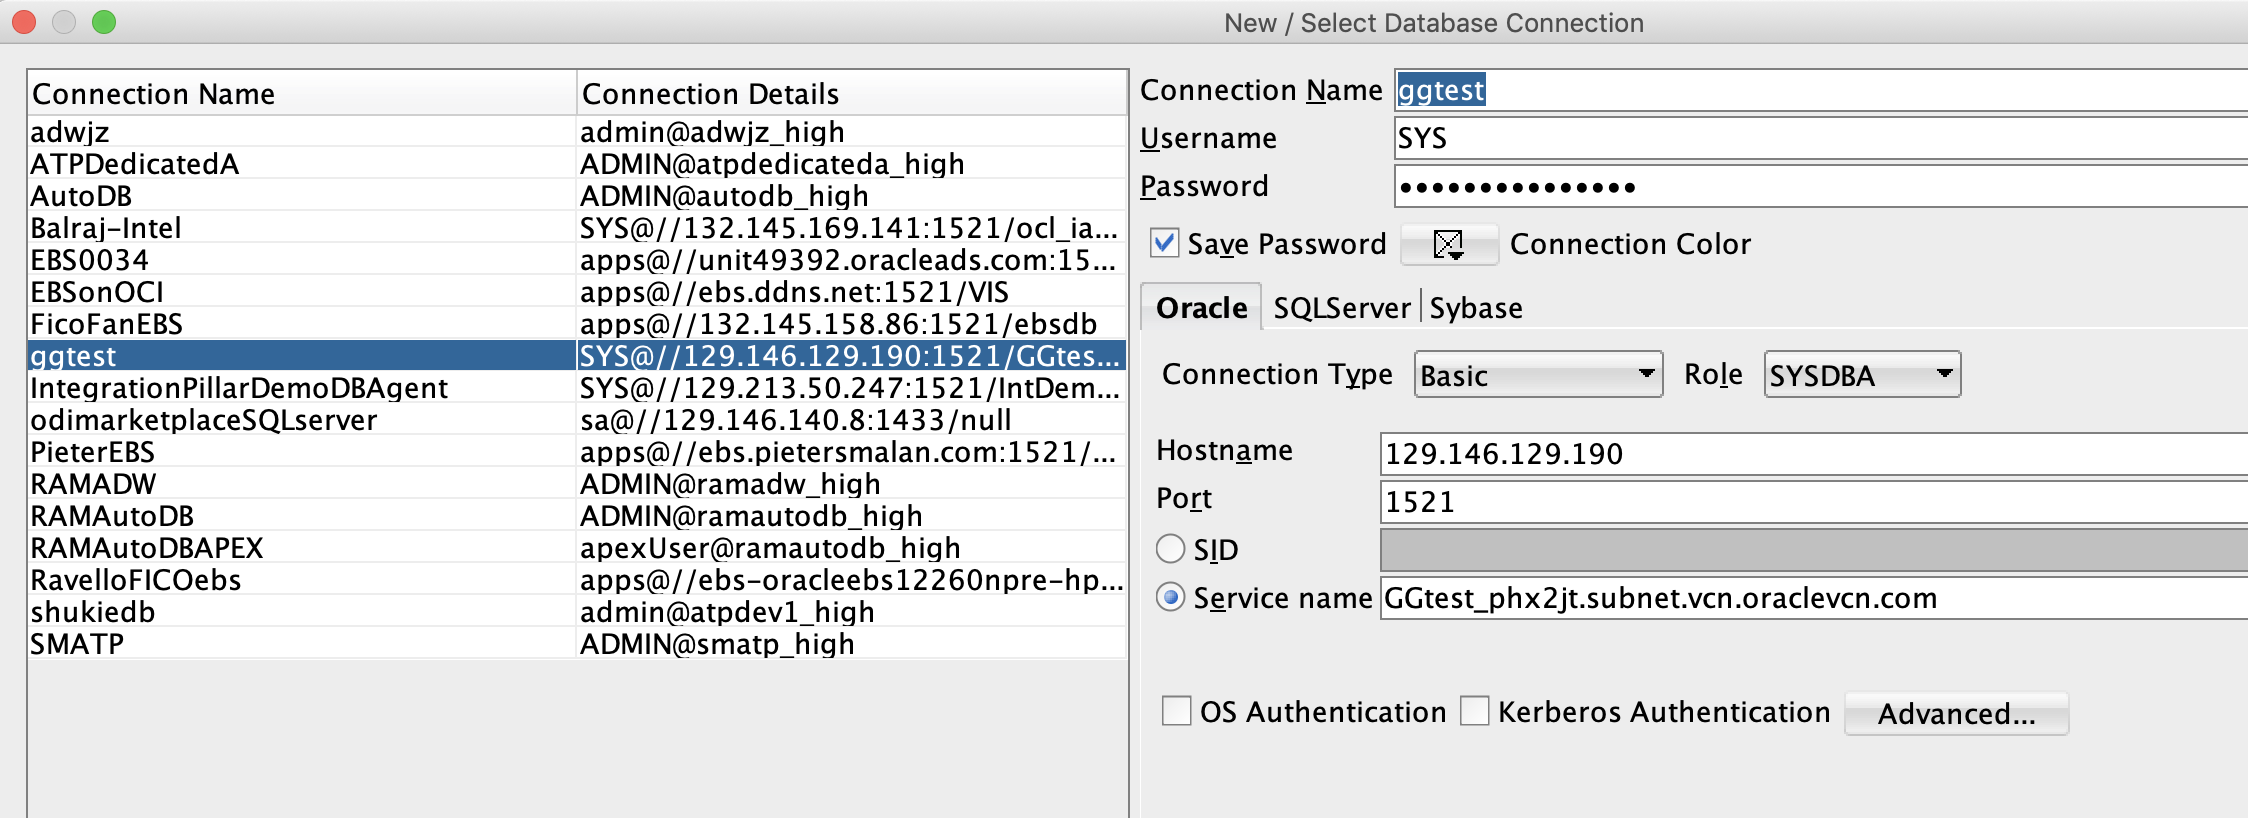 New / Select Database Connection
Connection Name Connection Details
adwjz admin@adwjz_high
ATPDedicatedA ADMIN@atpdedicateda_high
AutoDB ADMIN@autodb_high
Balraj-Intel SYS@//132.145.169.141:1521/ocl_ia...
EBS0034 apps@//unit49392.oracleads.com:15...
EBSonOCI apps@//ebs.ddns.net:1521/VIS
FicoFanEBS apps@//132.145.158.86:1521/ebsdb
ggtest SYS@//129.146.129.190:1521/GGtes...
IntegrationPillarDemoDBAgent SYS@//129.213.50.247:1521/IntDem...
odimarketplaceSQLserver sa@//129.146.140.8:1433/null
PieterEBS apps@//ebs.pietersmalan.com:1521/...
RAMADW ADMIN@ramadw_high
RAMAutoDB ADMIN@ramautodb_high
RAMAutoDBAPEX apexUser@ramautodb_high
RavelloFICOebs apps@//ebs-oracleebs12260npre-hp...
shukiedb admin@atpdev1_high
SMATP ADMIN@smatp_high
Connection Name ggtest
Username SYS
Password •••••••••••••••
Save Password Connection Color
Oracle SQLServer Sybase
Connection Type Basic Role SYSDBA
Hostname 129.146.129.190
Port 1521
SID
Service name GGtest_phx2jt.subnet.vcn.oraclevcn.com
OS Authentication Kerberos Authentication Advanced...